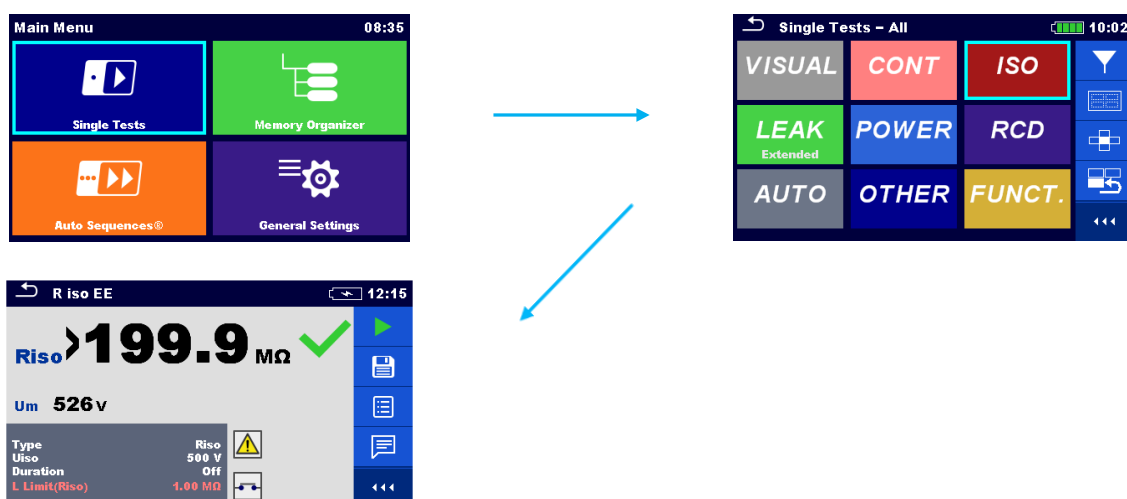 Main Menu 08:35
Single Tests
Memory Organizer
Auto Sequences®
General Settings
Single Tests – All 10:02
VISUAL CONT ISO
LEAK POWER RCD
Extended
AUTO OTHER FUNCT.
R iso EE 12:15
Riso >199.9 MΩ
Um 526 V
Type Riso
Uiso 500 V
Duration Off
L Limit(Riso) 1.00 MΩ